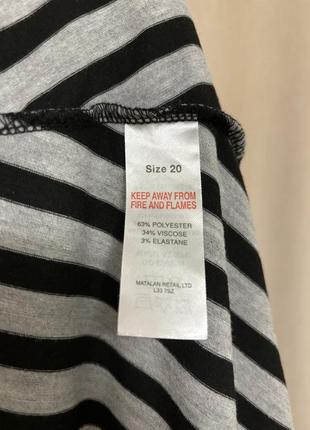 Size 20
KEEP AWAY FROM
FIRE AND FLAMES
63% POLYESTER
34% VISCOSE
3% ELASTANE
MATALAN RETAIL LTD
L33 7SZ